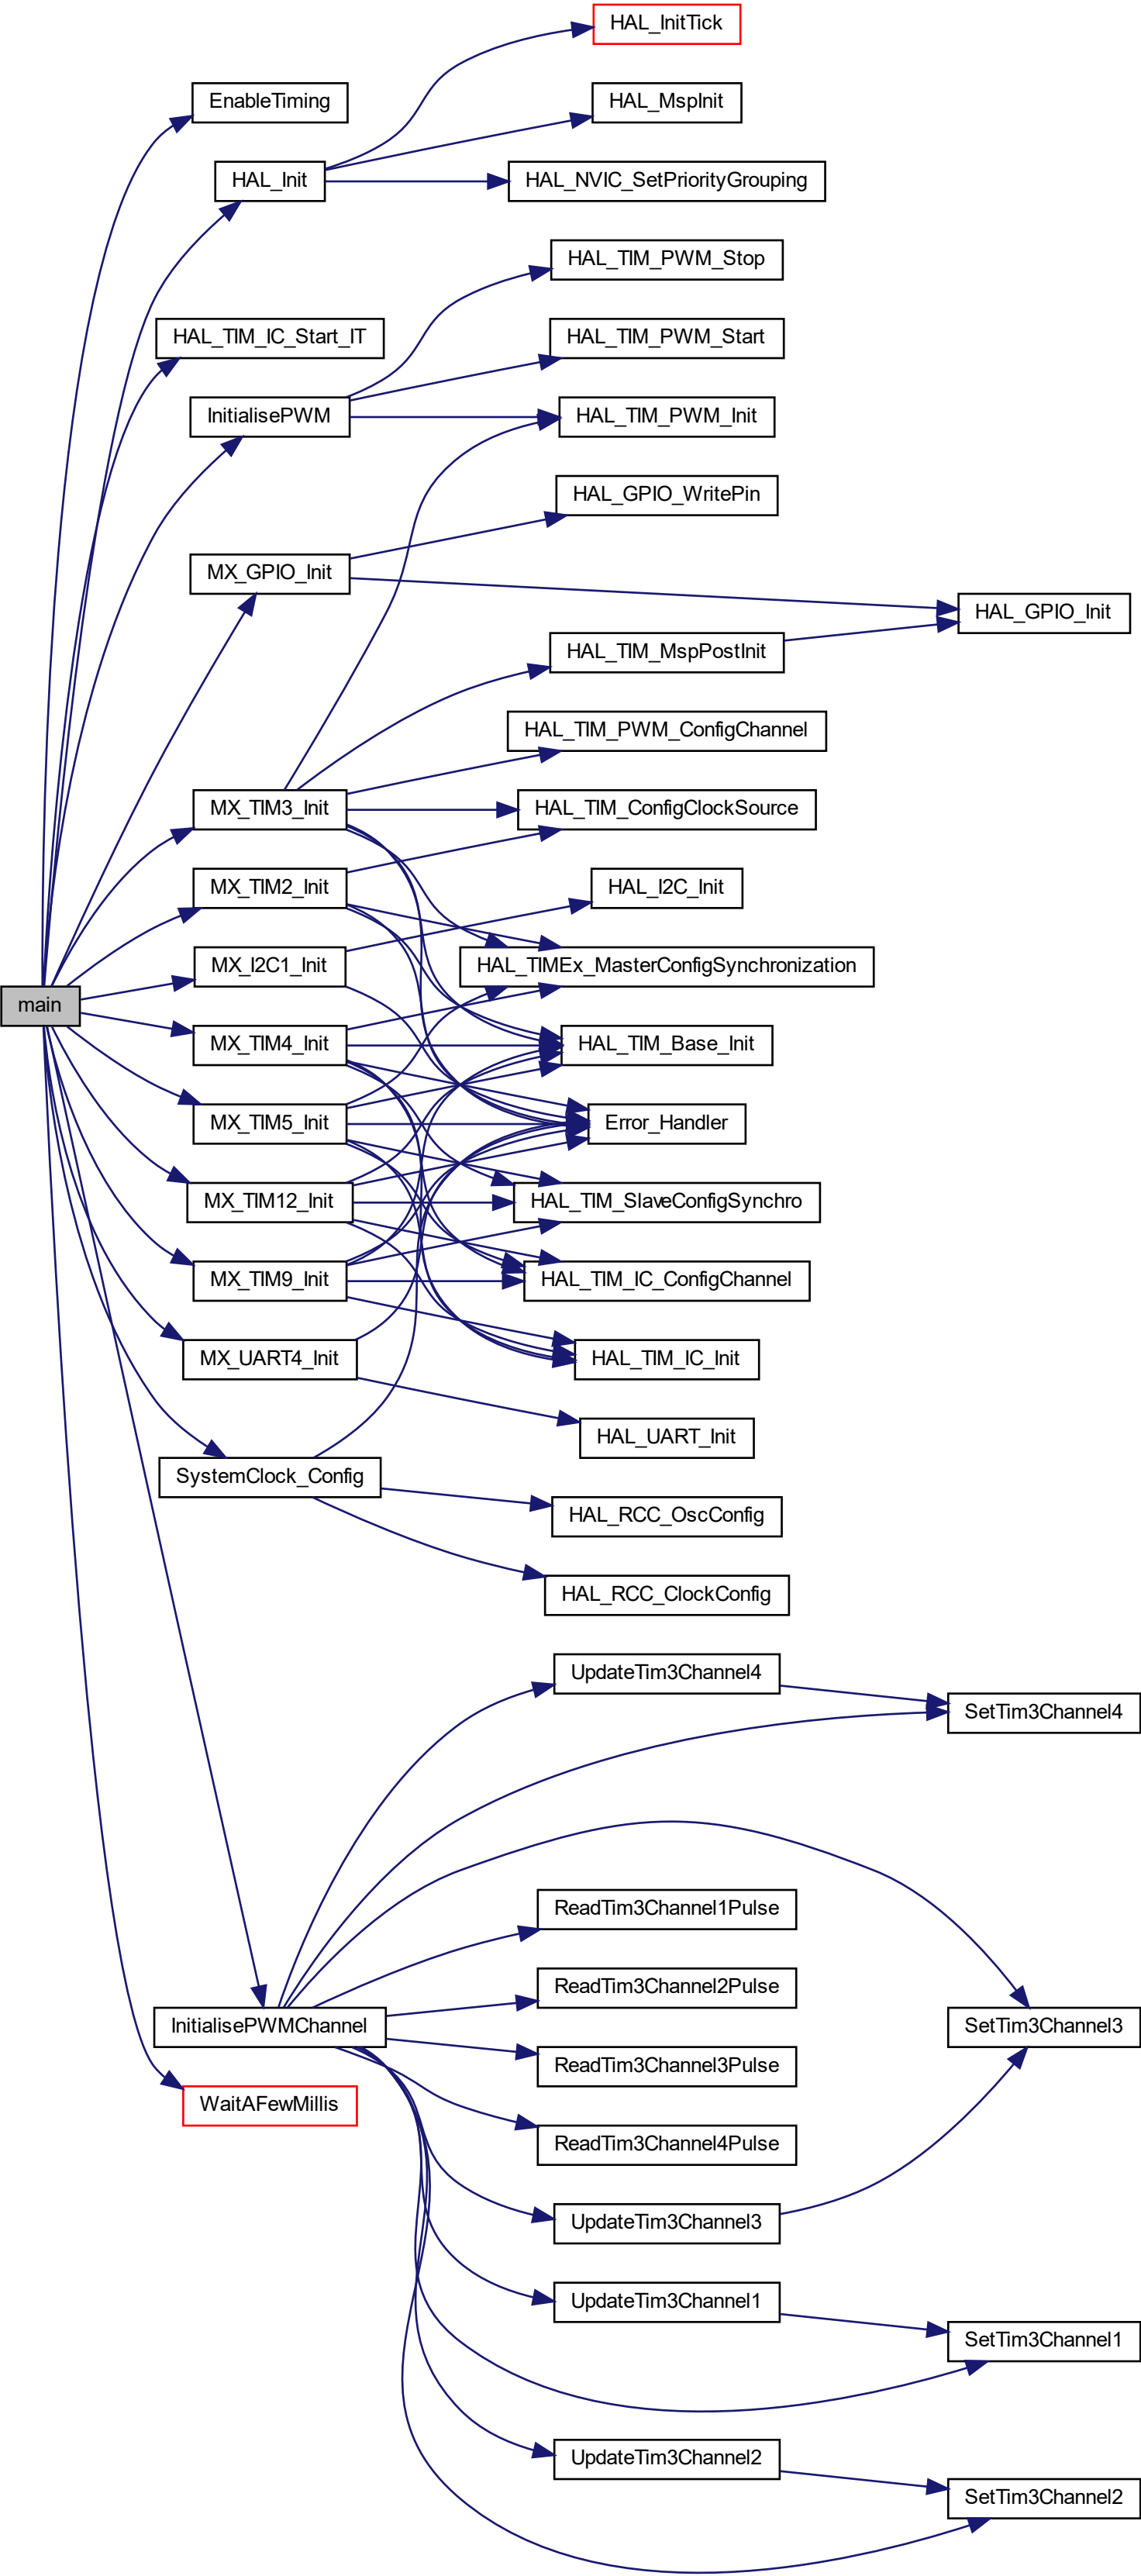 HAL_InitTick
EnableTiming
HAL_MspInit
HAL_Init
HAL_NVIC_SetPriorityGrouping
HAL_TIM_PWM_Stop
HAL_TIM_IC_Start_IT
HAL_TIM_PWM_Start
InitialisePWM
HAL_TIM_PWM_Init
HAL_GPIO_WritePin
MX_GPIO_Init
HAL_GPIO_Init
HAL_TIM_MspPostInit
HAL_TIM_PWM_ConfigChannel
MX_TIM3_Init
HAL_TIM_ConfigClockSource
MX_TIM2_Init
HAL_I2C_Init
MX_I2C1_Init
HAL_TIMEx_MasterConfigSynchronization
main
MX_TIM4_Init
HAL_TIM_Base_Init
MX_TIM5_Init
Error_Handler
MX_TIM12_Init
HAL_TIM_SlaveConfigSynchro
MX_TIM9_Init
HAL_TIM_IC_ConfigChannel
MX_UART4_Init
HAL_TIM_IC_Init
HAL_UART_Init
SystemClock_Config
HAL_RCC_OscConfig
HAL_RCC_ClockConfig
UpdateTim3Channel4
SetTim3Channel4
ReadTim3Channel1Pulse
ReadTim3Channel2Pulse
InitialisePWMChannel
SetTim3Channel3
ReadTim3Channel3Pulse
WaitAFewMillis
ReadTim3Channel4Pulse
UpdateTim3Channel3
UpdateTim3Channel1
SetTim3Channel1
UpdateTim3Channel2
SetTim3Channel2